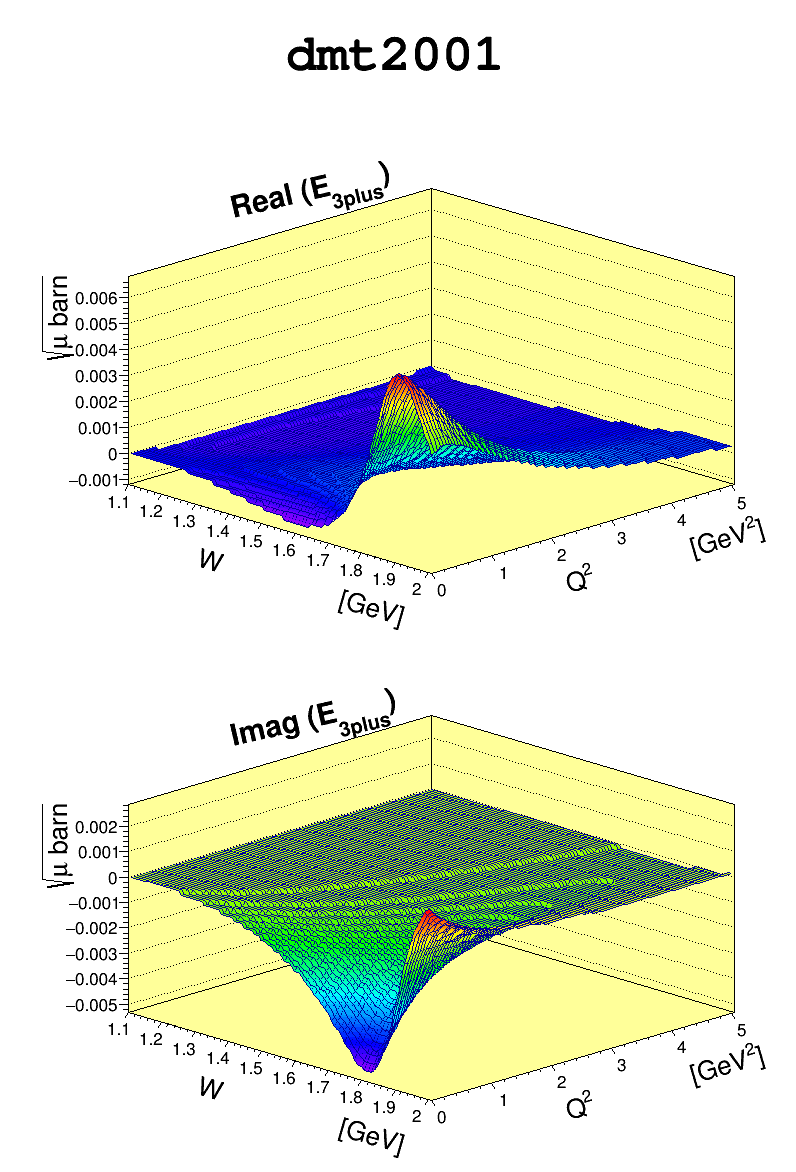 dmt2001
Real (E3plus)
√μ barn
0.006
0.005
0.004
0.003
0.002
0.001
0
−0.001
1.1 1.2 1.3 1.4 1.5 1.6 1.7 1.8 1.9 2
W
[GeV]
0 1 2 3 4 5
Q²
[GeV²]
Imag (E3plus)
√μ barn
0.002
0.001
0
−0.001
−0.002
−0.003
−0.004
−0.005
1.1 1.2 1.3 1.4 1.5 1.6 1.7 1.8 1.9 2
W
[GeV]
0 1 2 3 4 5
Q²
[GeV²]